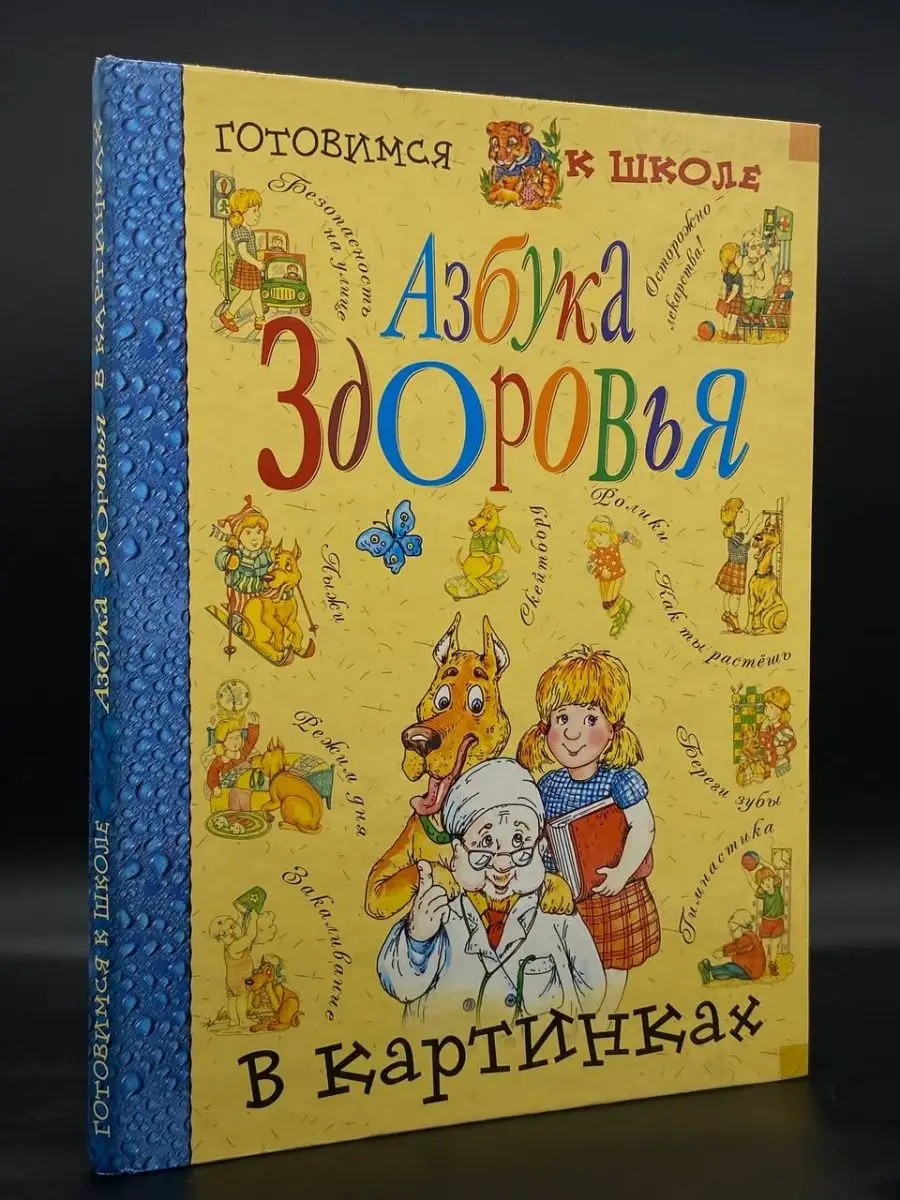 ГОТОВИМСЯ К ШКОЛЕ
Безопасность
на улице
Осторожно –
лекарства!
Азбука
ЗдОРОВЬЯ
Лыжи
Скейтборд
Ролики
Как ты растёшь
Режим дня
Береги зубы
Закаливание
Гимнастика
в картинках
ГОТОВИМСЯ К ШКОЛЕ Азбука ЗдОРОВЬЯ В КАРТИНКАХ